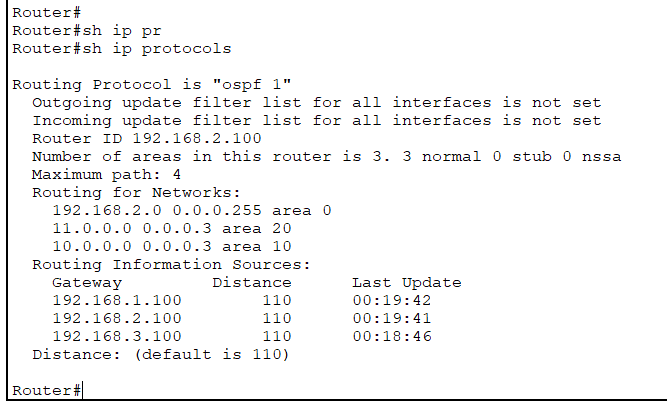 Router#
Router#sh ip pr
Router#sh ip protocols
Routing Protocol is "ospf 1"
Outgoing update filter list for all interfaces is not set
Incoming update filter list for all interfaces is not set
Router ID 192.168.2.100
Number of areas in this router is 3. 3 normal 0 stub 0 nssa
Maximum path: 4
Routing for Networks:
192.168.2.0 0.0.0.255 area 0
11.0.0.0 0.0.0.3 area 20
10.0.0.0 0.0.0.3 area 10
Routing Information Sources:
Gateway Distance Last Update
192.168.1.100 110 00:19:42
192.168.2.100 110 00:19:41
192.168.3.100 110 00:18:46
Distance: (default is 110)
Router#